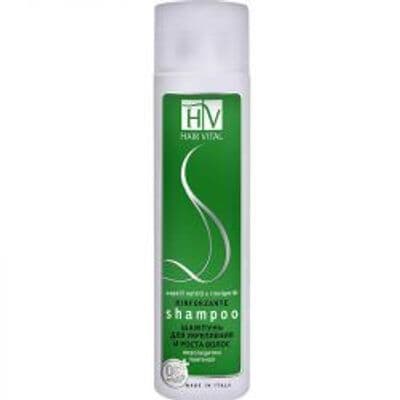 HV
HAIR VITAL
RINFORZANTE
shampoo
ШАМПУНЬ
ДЛЯ УКРЕПЛЕНИЯ
И РОСТА ВОЛОС
MADE IN ITALY